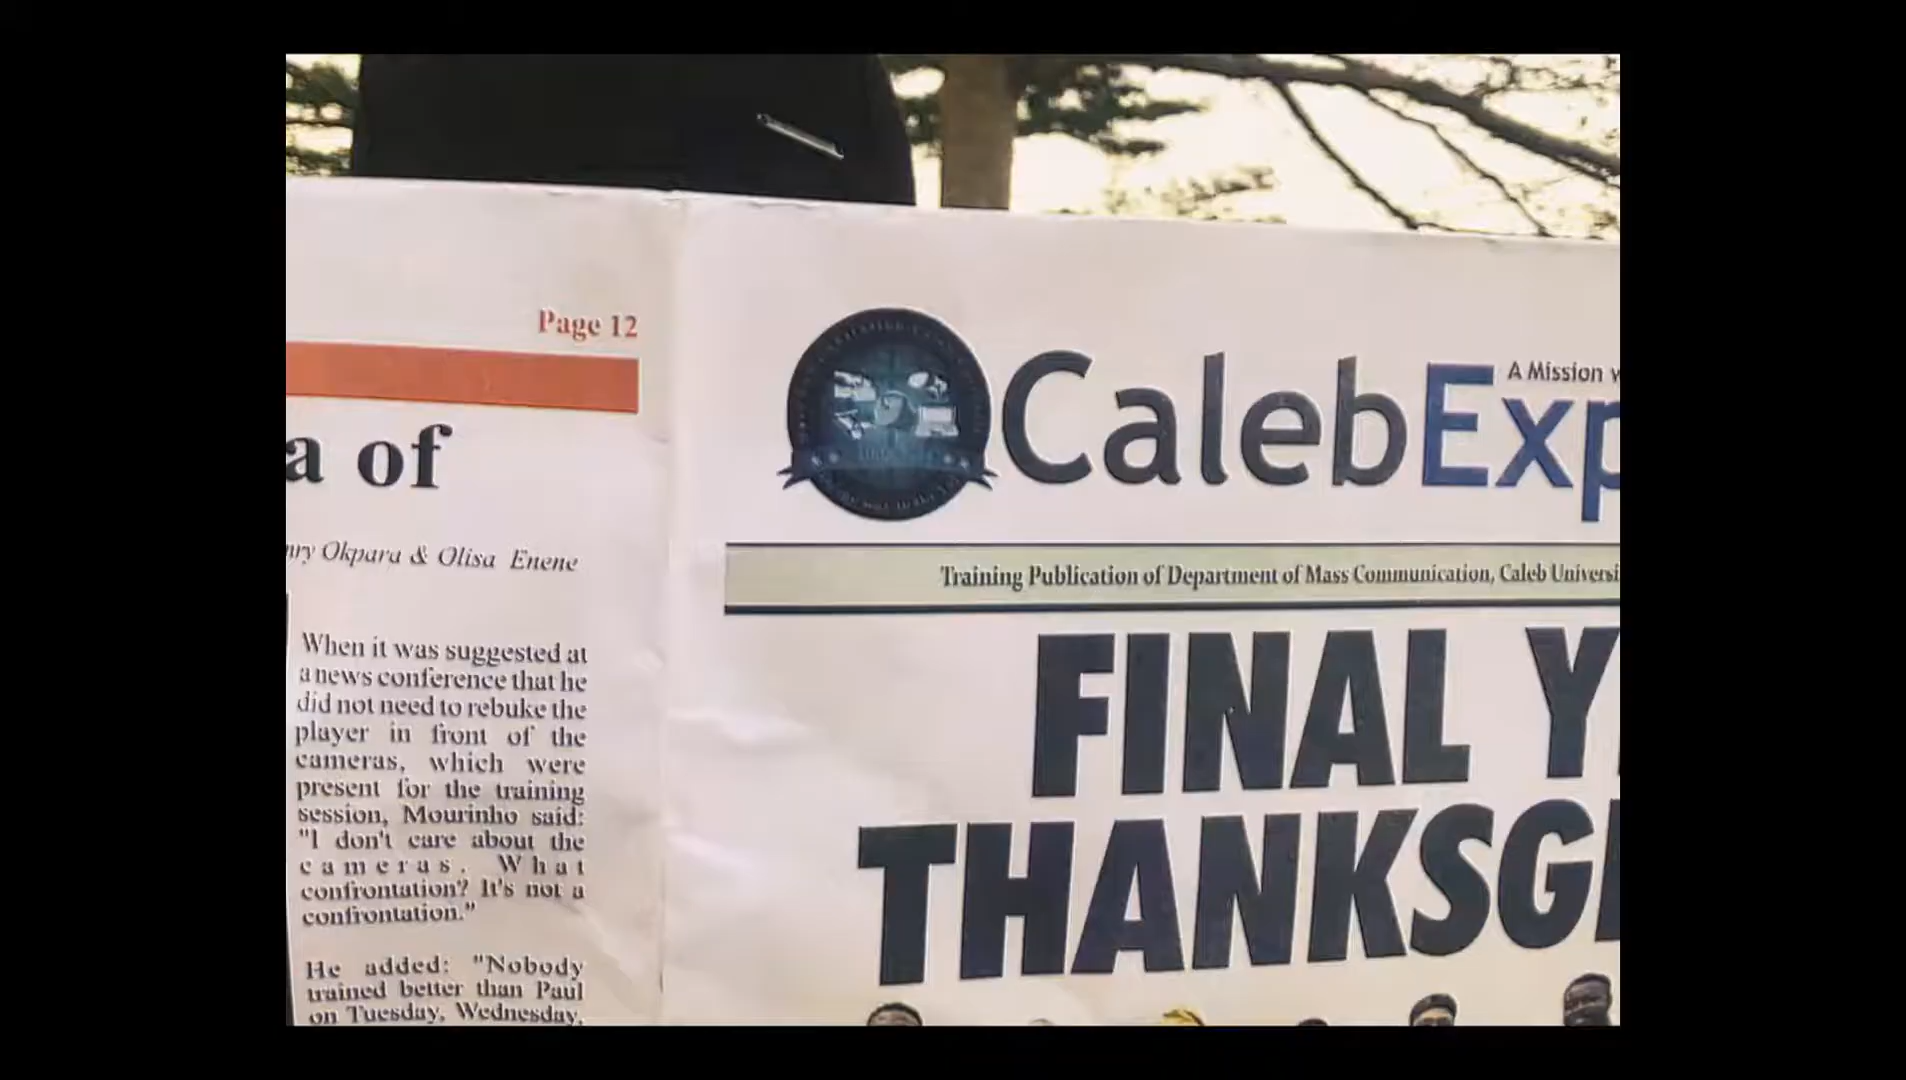 Page 12
a of
Okpara & Olisa Enene
When it was suggested at
a news conference that he
did not need to rebuke the
player in front of the
cameras, which were
present for the training
session, Mourinho said:
"I don't care about the
cameras. What
confrontation? It's not a
confrontation."
He added: "Nobody
trained better than Paul
on Tuesday, Wednesday,
CalebExp
A Mission w
Training Publication of Department of Mass Communication, Caleb Universi
FINAL Y
THANKSGI